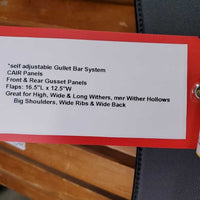 *self adjustable Gullet Bar System
CAIR Panels
Front & Rear Gusset Panels
Flaps: 16.5"L x 12.5"W
Great for High, Wide & Long Withers, mer Wither Hollows
Big Shoulders, Wide Ribs & Wide Back